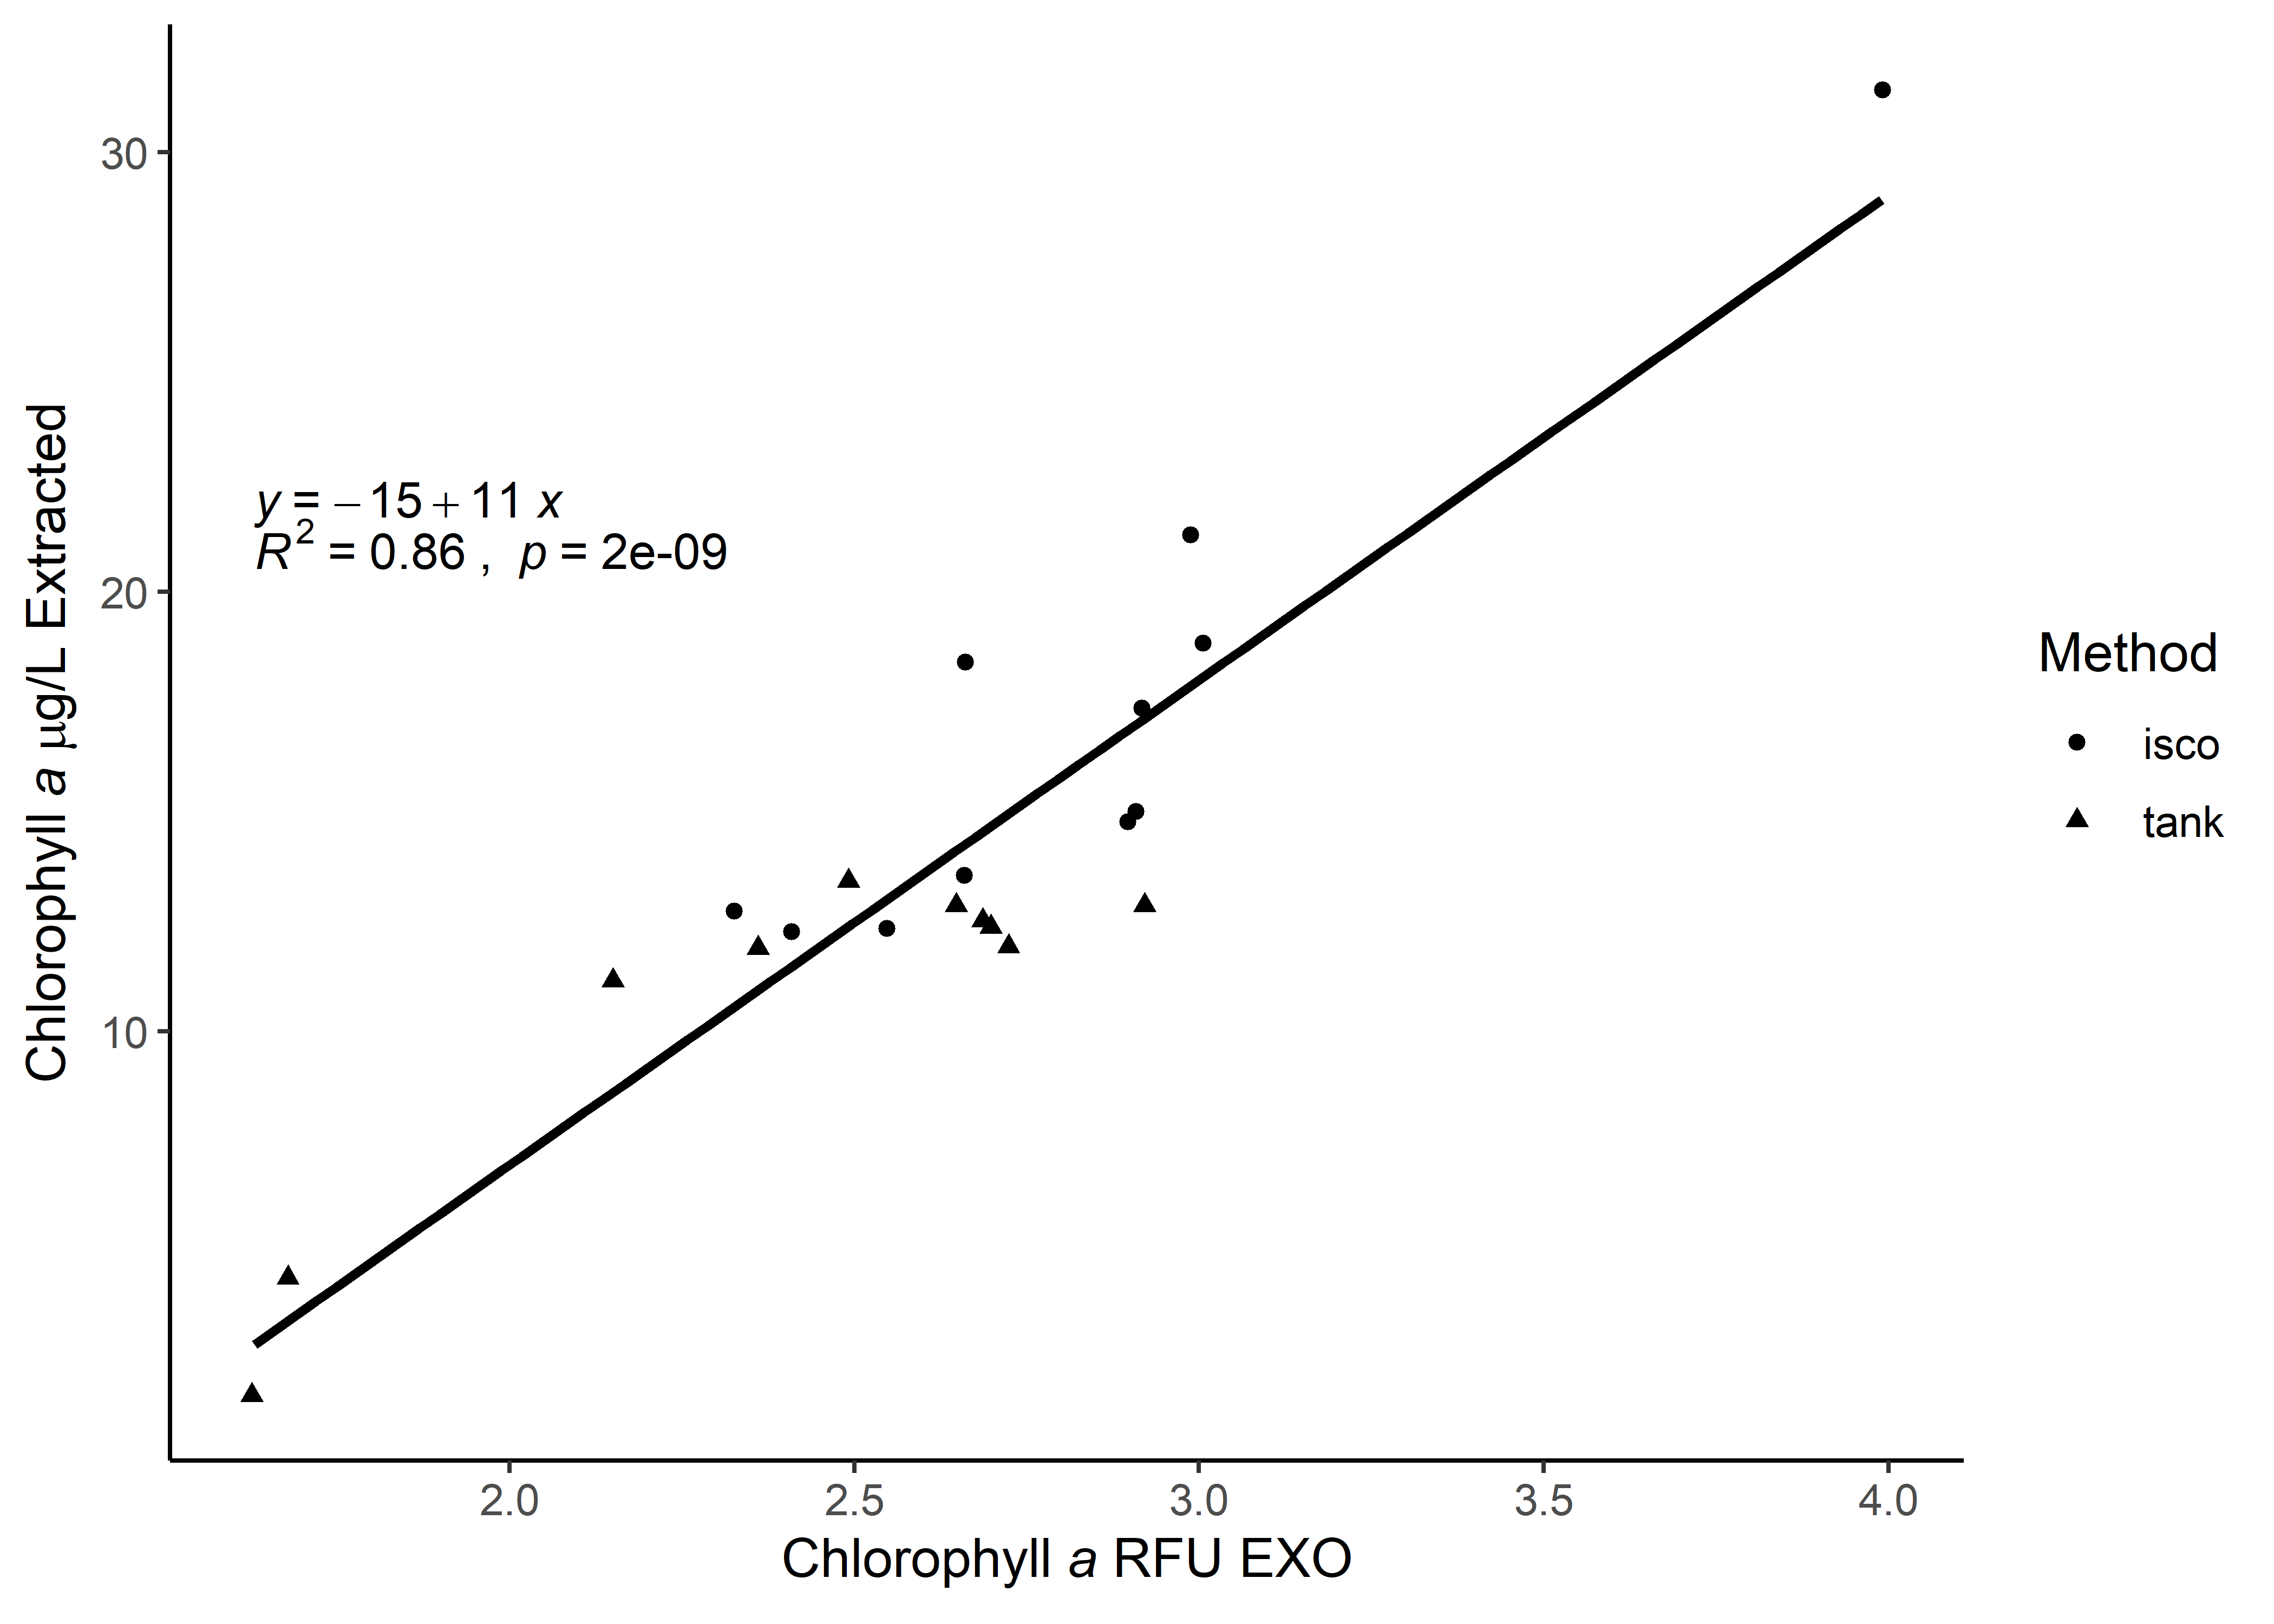 30
20
10
Chlorophyll a µg/L Extracted
y = −15 + 11 x
R² = 0.86 , p = 2e-09
Method
isco
tank
2.0 2.5 3.0 3.5 4.0
Chlorophyll a RFU EXO